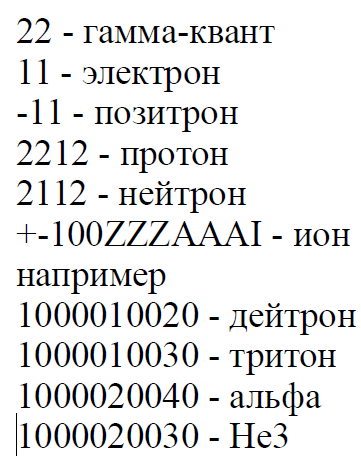 22 - гамма-квант
11 - электрон
-11 - позитрон
2212 - протон
2112 - нейтрон
+-100ZZZAAAI - ион
например
1000010020 - дейтрон
1000010030 - тритон
1000020040 - альфа
1000020030 - He3